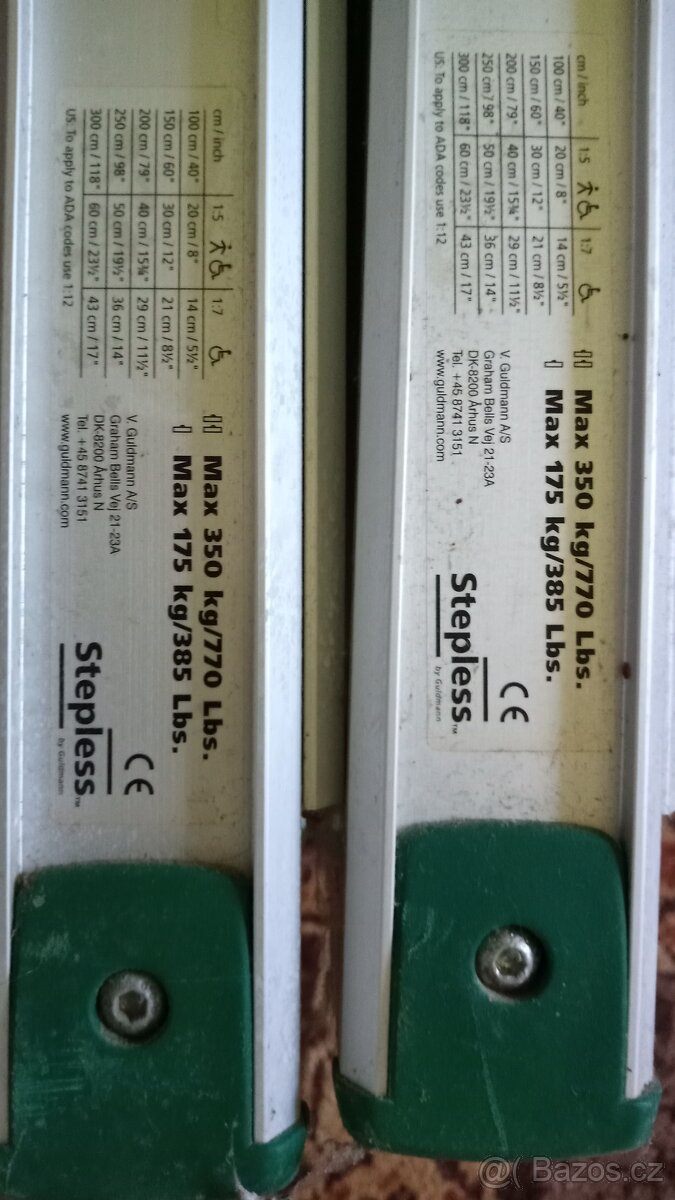 cm / inch 1:5 1:7
100 cm / 40" 20 cm / 8" 14 cm / 5½"
150 cm / 60" 30 cm / 12" 21 cm / 8½"
200 cm / 79" 40 cm / 15¾" 29 cm / 11½"
250 cm / 98" 50 cm / 19½" 36 cm / 14"
300 cm / 118" 60 cm / 23½" 43 cm / 17"
US: To apply to ADA codes use 1:12
Max 350 kg/770 Lbs.
Max 175 kg/385 Lbs.
V. Guldmann A/S
Graham Bells Vej 21-23A
DK-8200 Århus N
Tel. +45 8741 3151
www.guldmann.com
CE
Stepless™
by Guldmann
cm / inch 1:5 1:7
100 cm / 40" 20 cm / 8" 14 cm / 5½"
150 cm / 60" 30 cm / 12" 21 cm / 8½"
200 cm / 79" 40 cm / 15¾" 29 cm / 11½"
250 cm / 98" 50 cm / 19½" 36 cm / 14"
300 cm / 118" 60 cm / 23½" 43 cm / 17"
US: To apply to ADA codes use 1:12
Max 350 kg/770 Lbs.
Max 175 kg/385 Lbs.
V. Guldmann A/S
Graham Bells Vej 21-23A
DK-8200 Århus N
Tel. +45 8741 3151
www.guldmann.com
CE
Stepless™
by Guldmann
Bazos.cz